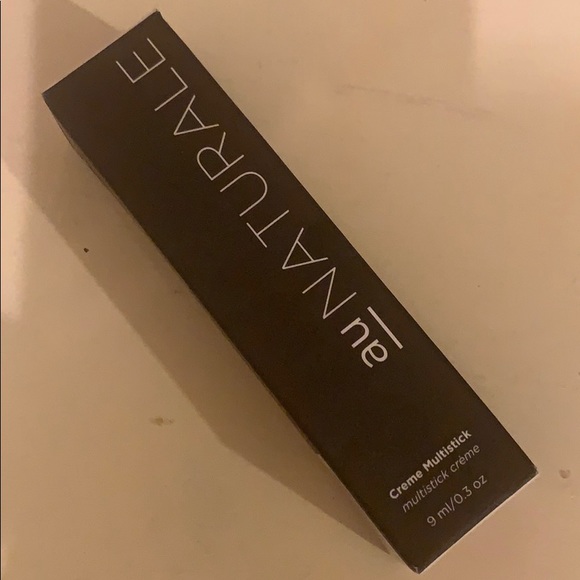 au NATURALE
Creme Multistick
multistick crème
9 ml/0.3 oz